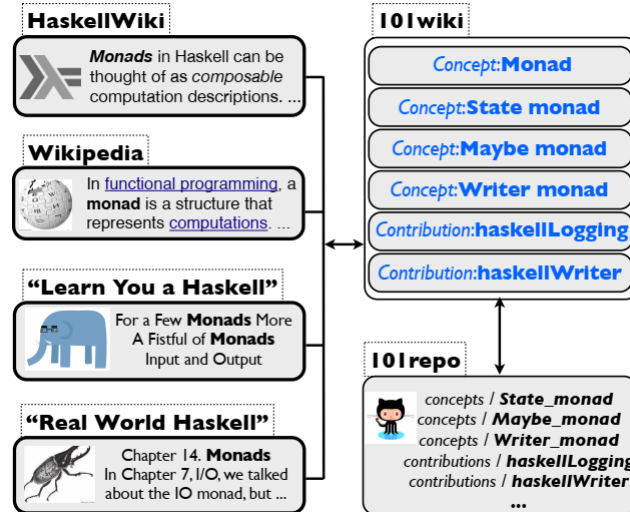 HaskellWiki
Monads in Haskell can be
thought of as composable
computation descriptions. ...
Wikipedia
In functional programming, a
monad is a structure that
represents computations. ...
“Learn You a Haskell”
For a Few Monads More
A Fistful of Monads
Input and Output
“Real World Haskell”
Chapter 14. Monads
In Chapter 7, I/O, we talked
about the IO monad, but ...
101wiki
Concept:Monad
Concept:State monad
Concept:Maybe monad
Concept:Writer monad
Contribution:haskellLogging
Contribution:haskellWriter
101repo
concepts / State_monad
concepts / Maybe_monad
concepts / Writer_monad
contributions / haskellLogging
contributions / haskellWriter
...